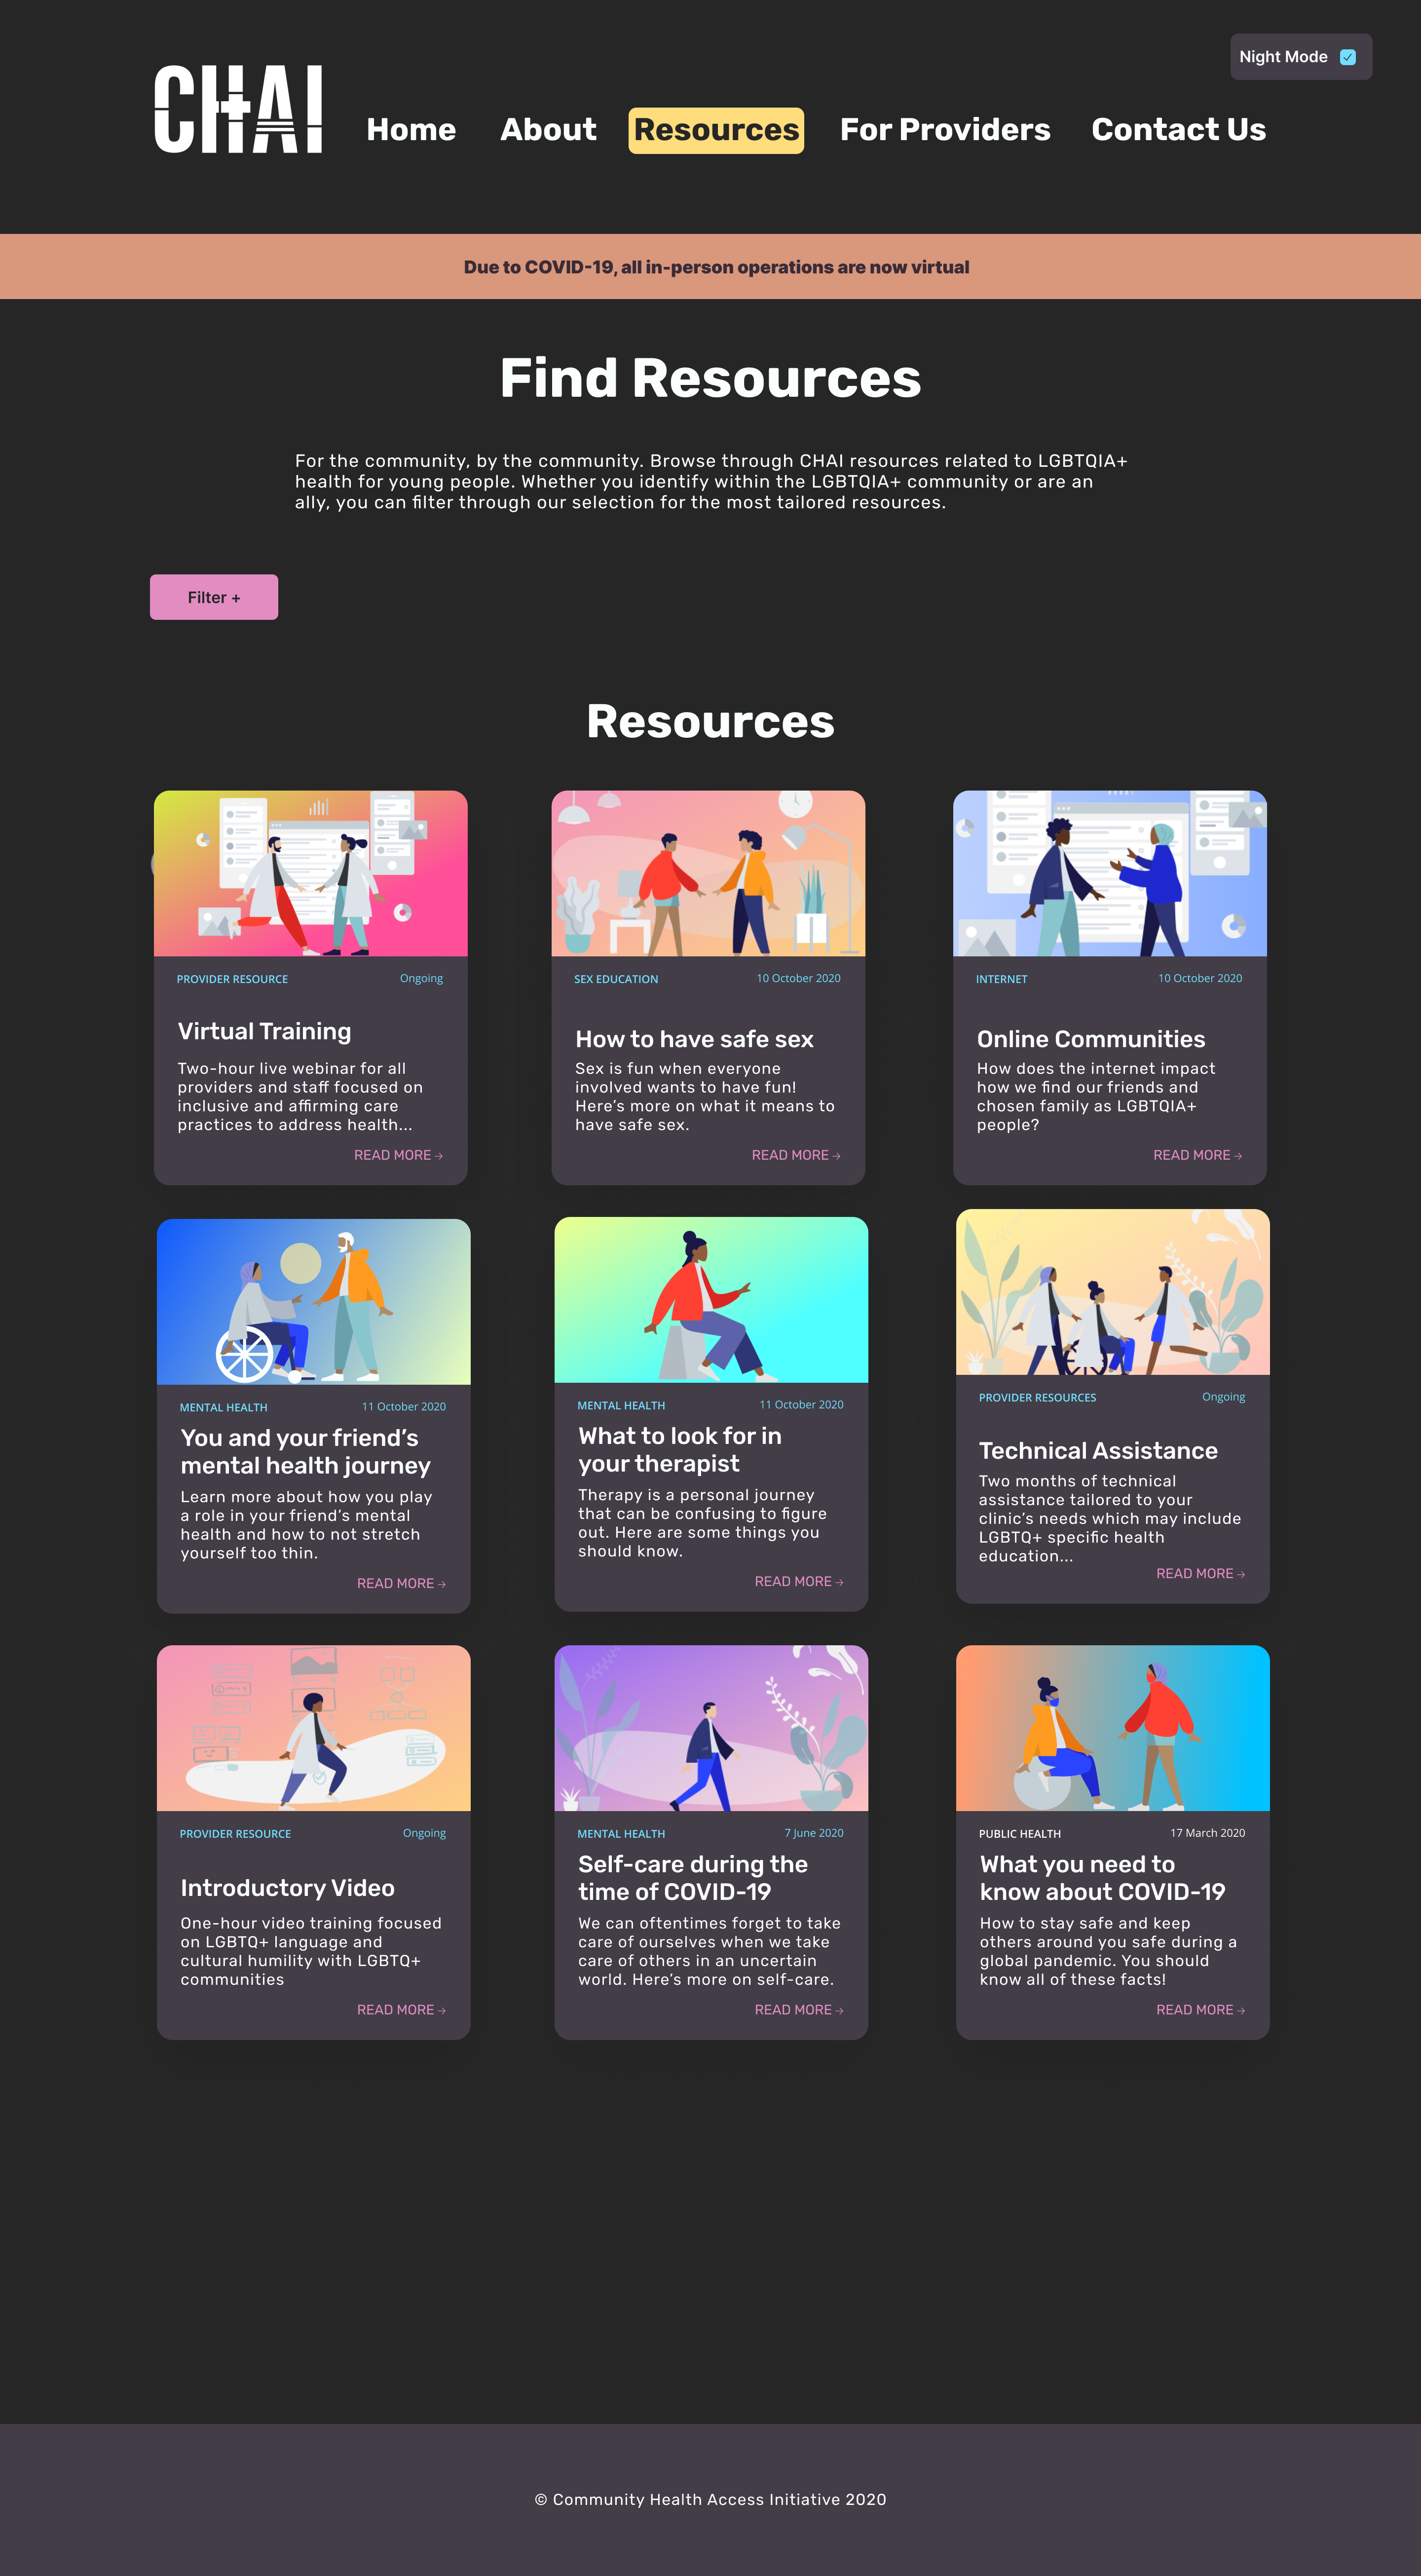 Night Mode
CHAI
Home
About
Resources
For Providers
Contact Us
Due to COVID-19, all in-person operations are now virtual
Find Resources
For the community, by the community. Browse through CHAI resources related to LGBTQIA+
health for young people. Whether you identify within the LGBTQIA+ community or are an
ally, you can filter through our selection for the most tailored resources.
Filter +
Resources
PROVIDER RESOURCE
Ongoing
Virtual Training
Two-hour live webinar for all
providers and staff focused on
inclusive and affirming care
practices to address health...
READ MORE →
SEX EDUCATION
10 October 2020
How to have safe sex
Sex is fun when everyone
involved wants to have fun!
Here's more on what it means to
have safe sex.
READ MORE →
INTERNET
10 October 2020
Online Communities
How does the internet impact
how we find our friends and
chosen family as LGBTQIA+
people?
READ MORE →
MENTAL HEALTH
11 October 2020
You and your friend's
mental health journey
Learn more about how you play
a role in your friend's mental
health and how to not stretch
yourself too thin.
READ MORE →
MENTAL HEALTH
11 October 2020
What to look for in
your therapist
Therapy is a personal journey
that can be confusing to figure
out. Here are some things you
should know.
READ MORE →
PROVIDER RESOURCES
Ongoing
Technical Assistance
Two months of technical
assistance tailored to your
clinic's needs which may include
LGBTQ+ specific health
education...
READ MORE →
PROVIDER RESOURCE
Ongoing
Introductory Video
One-hour video training focused
on LGBTQ+ language and
cultural humility with LGBTQ+
communities
READ MORE →
MENTAL HEALTH
7 June 2020
Self-care during the
time of COVID-19
We can oftentimes forget to take
care of ourselves when we take
care of others in an uncertain
world. Here's more on self-care.
READ MORE →
PUBLIC HEALTH
17 March 2020
What you need to
know about COVID-19
How to stay safe and keep
others around you safe during a
global pandemic. You should
know all of these facts!
READ MORE →
© Community Health Access Initiative 2020